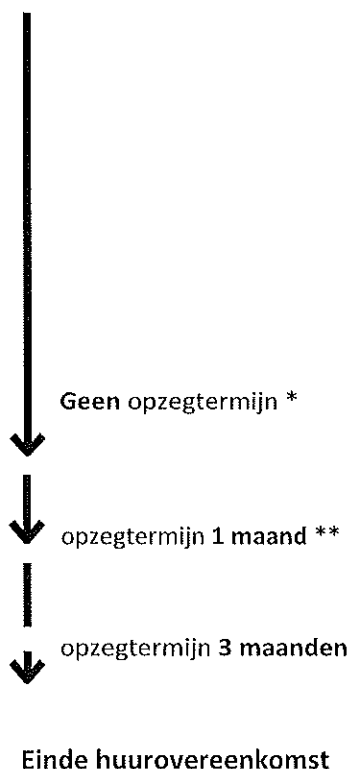 Geen opzegtermijn *
opzegtermijn 1 maand **
opzegtermijn 3 maanden
Einde huurovereenkomst